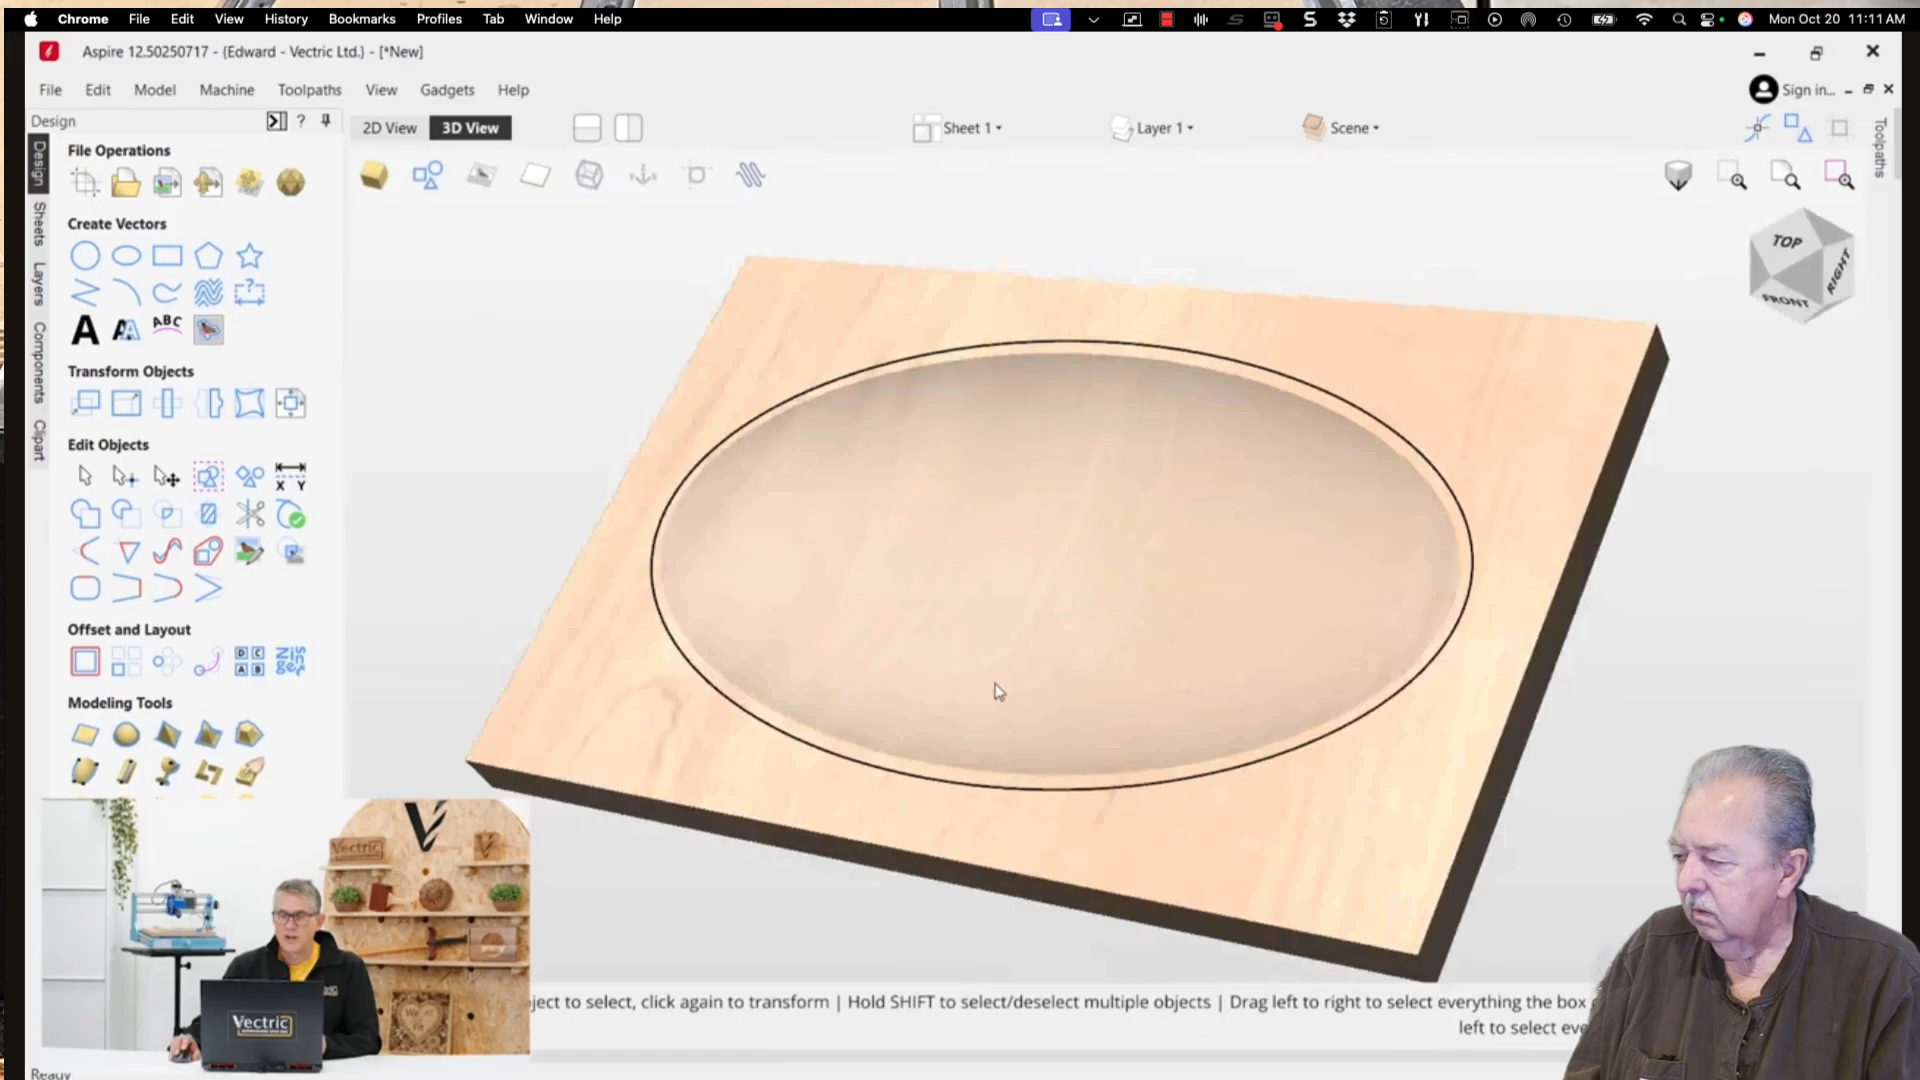 Chrome File Edit View History Bookmarks Profiles Tab Window Help Mon Oct 20 11:11 AM
Aspire 12.50250717 - {Edward - Vectric Ltd.} - [*New]
File Edit Model Machine Toolpaths View Gadgets Help Sign in...
Design ?
2D View 3D View Sheet 1 Layer 1 Scene
Design
Sheets
Layers
Components
Clipart
Toolpaths
File Operations
Create Vectors
?
A A A ABC
Transform Objects
Edit Objects
X Y
Offset and Layout
D C
A B
Modeling Tools
TOP
RIGHT
FRONT
Vectric
V
Vectric
ject to select, click again to transform | Hold SHIFT to select/deselect multiple objects | Drag left to right to select everything the box
left to select eve
Ready